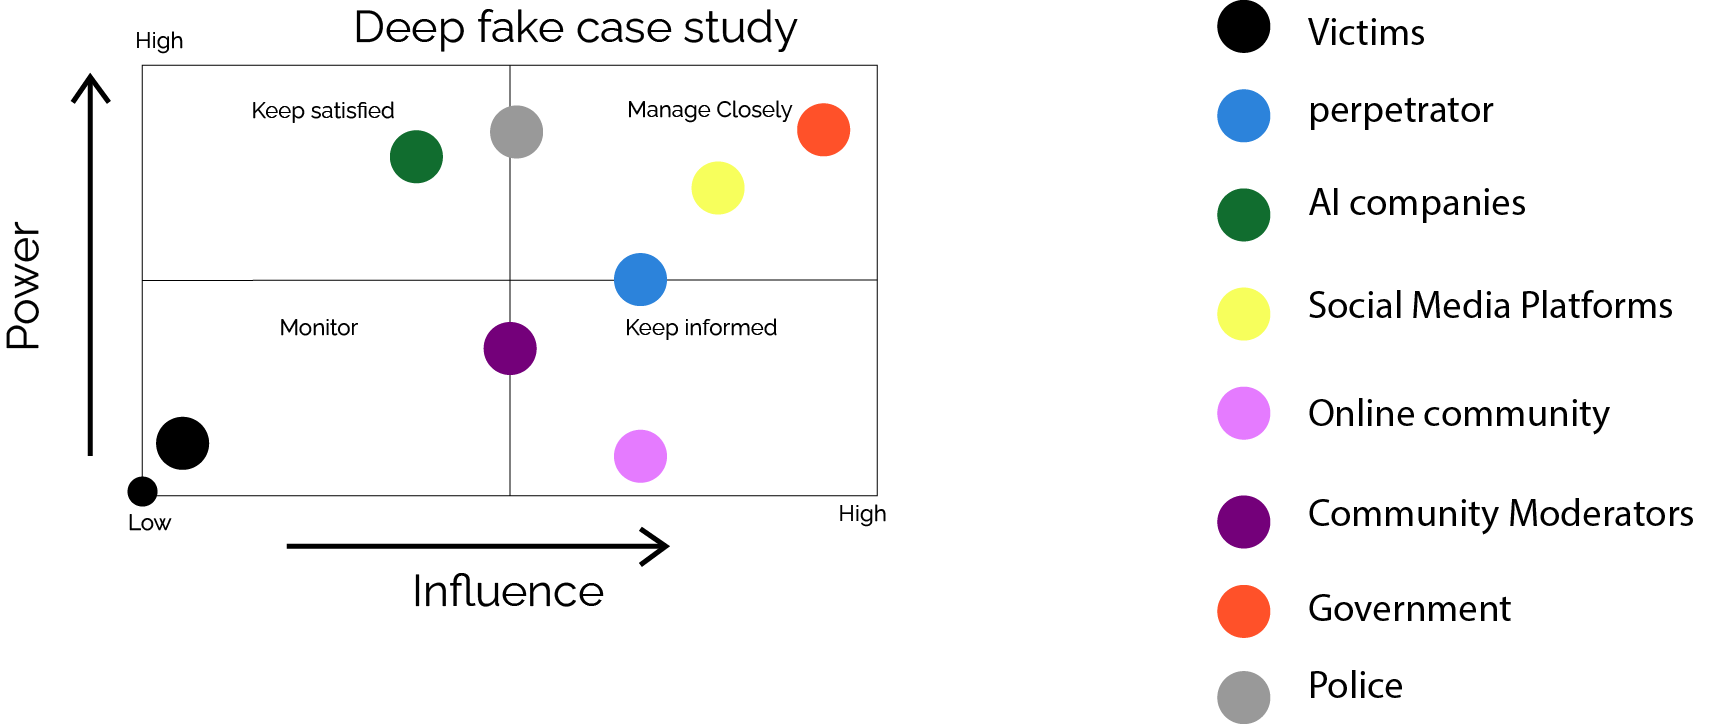 Deep fake case study
High
Keep satisfied
Manage Closely
Power
Monitor
Keep informed
Low
High
Influence
Victims
perpetrator
AI companies
Social Media Platforms
Online community
Community Moderators
Government
Police